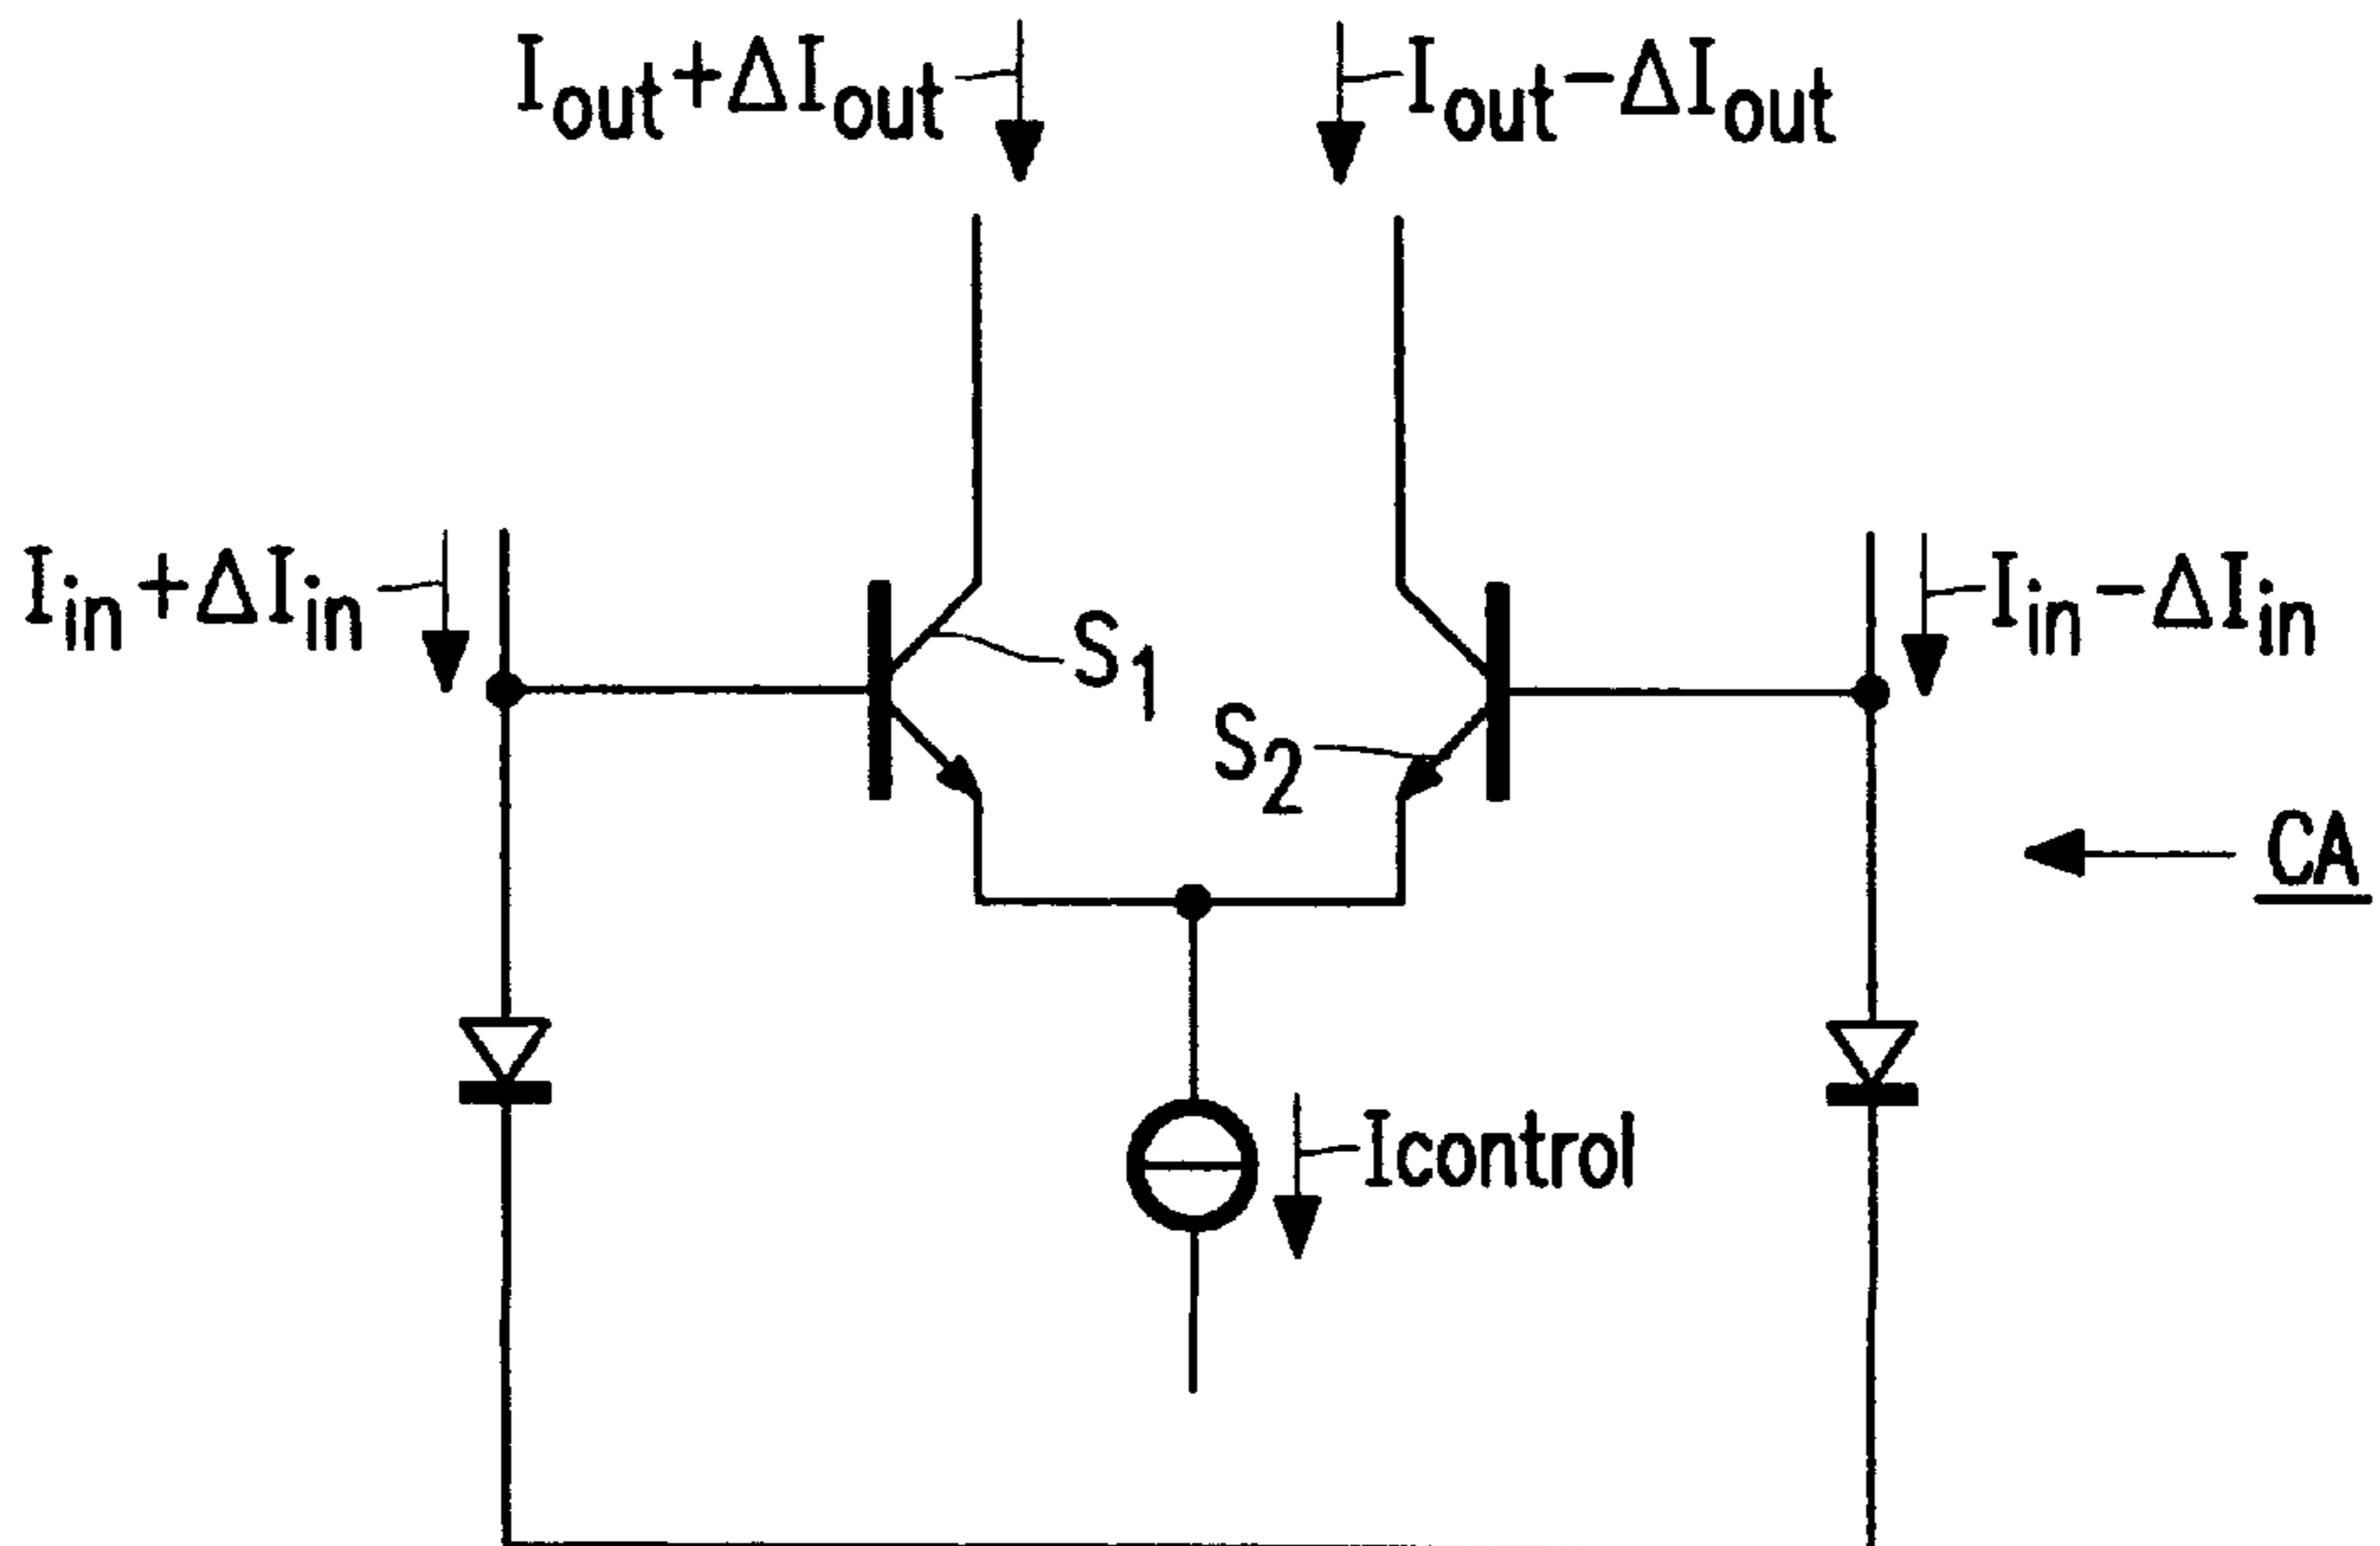 Iout+ΔIout
Iout-ΔIout
Iin+ΔIin
Iin-ΔIin
S1
S2
CA
Icontrol